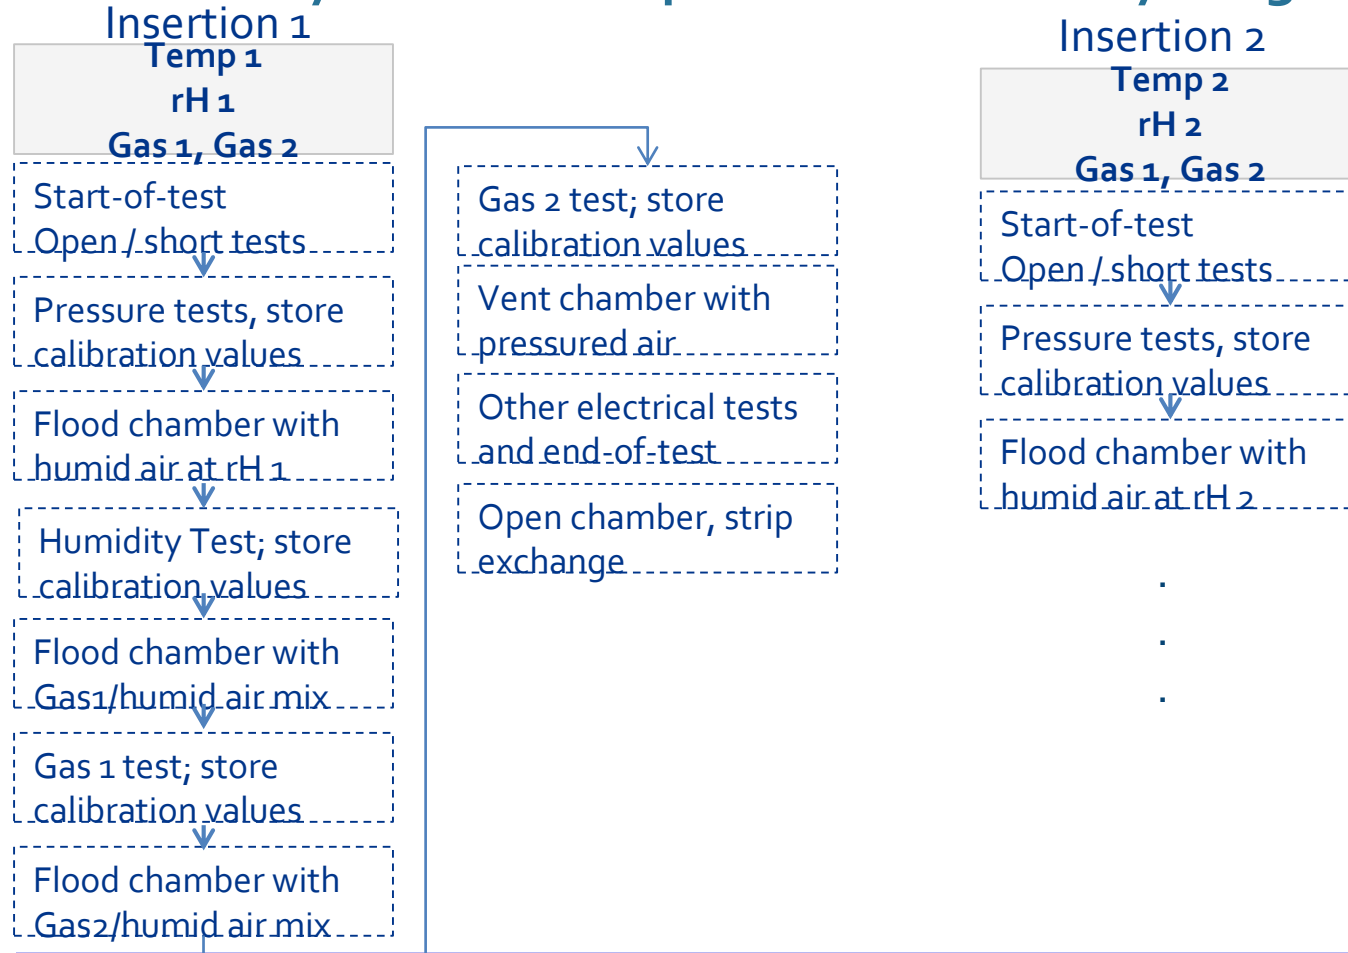 Insertion 1
Temp 1
rH 1
Gas 1, Gas 2
Start-of-test
Open / short tests
Pressure tests, store
calibration values
Flood chamber with
humid air at rH 1
Humidity Test; store
calibration values
Flood chamber with
Gas1/humid air mix
Gas 1 test; store
calibration values
Flood chamber with
Gas2/humid air mix
Gas 2 test; store
calibration values
Vent chamber with
pressured air
Other electrical tests
and end-of-test
Open chamber, strip
exchange
Insertion 2
Temp 2
rH 2
Gas 1, Gas 2
Start-of-test
Open / short tests
Pressure tests, store
calibration values
Flood chamber with
humid air at rH 2
.
.
.